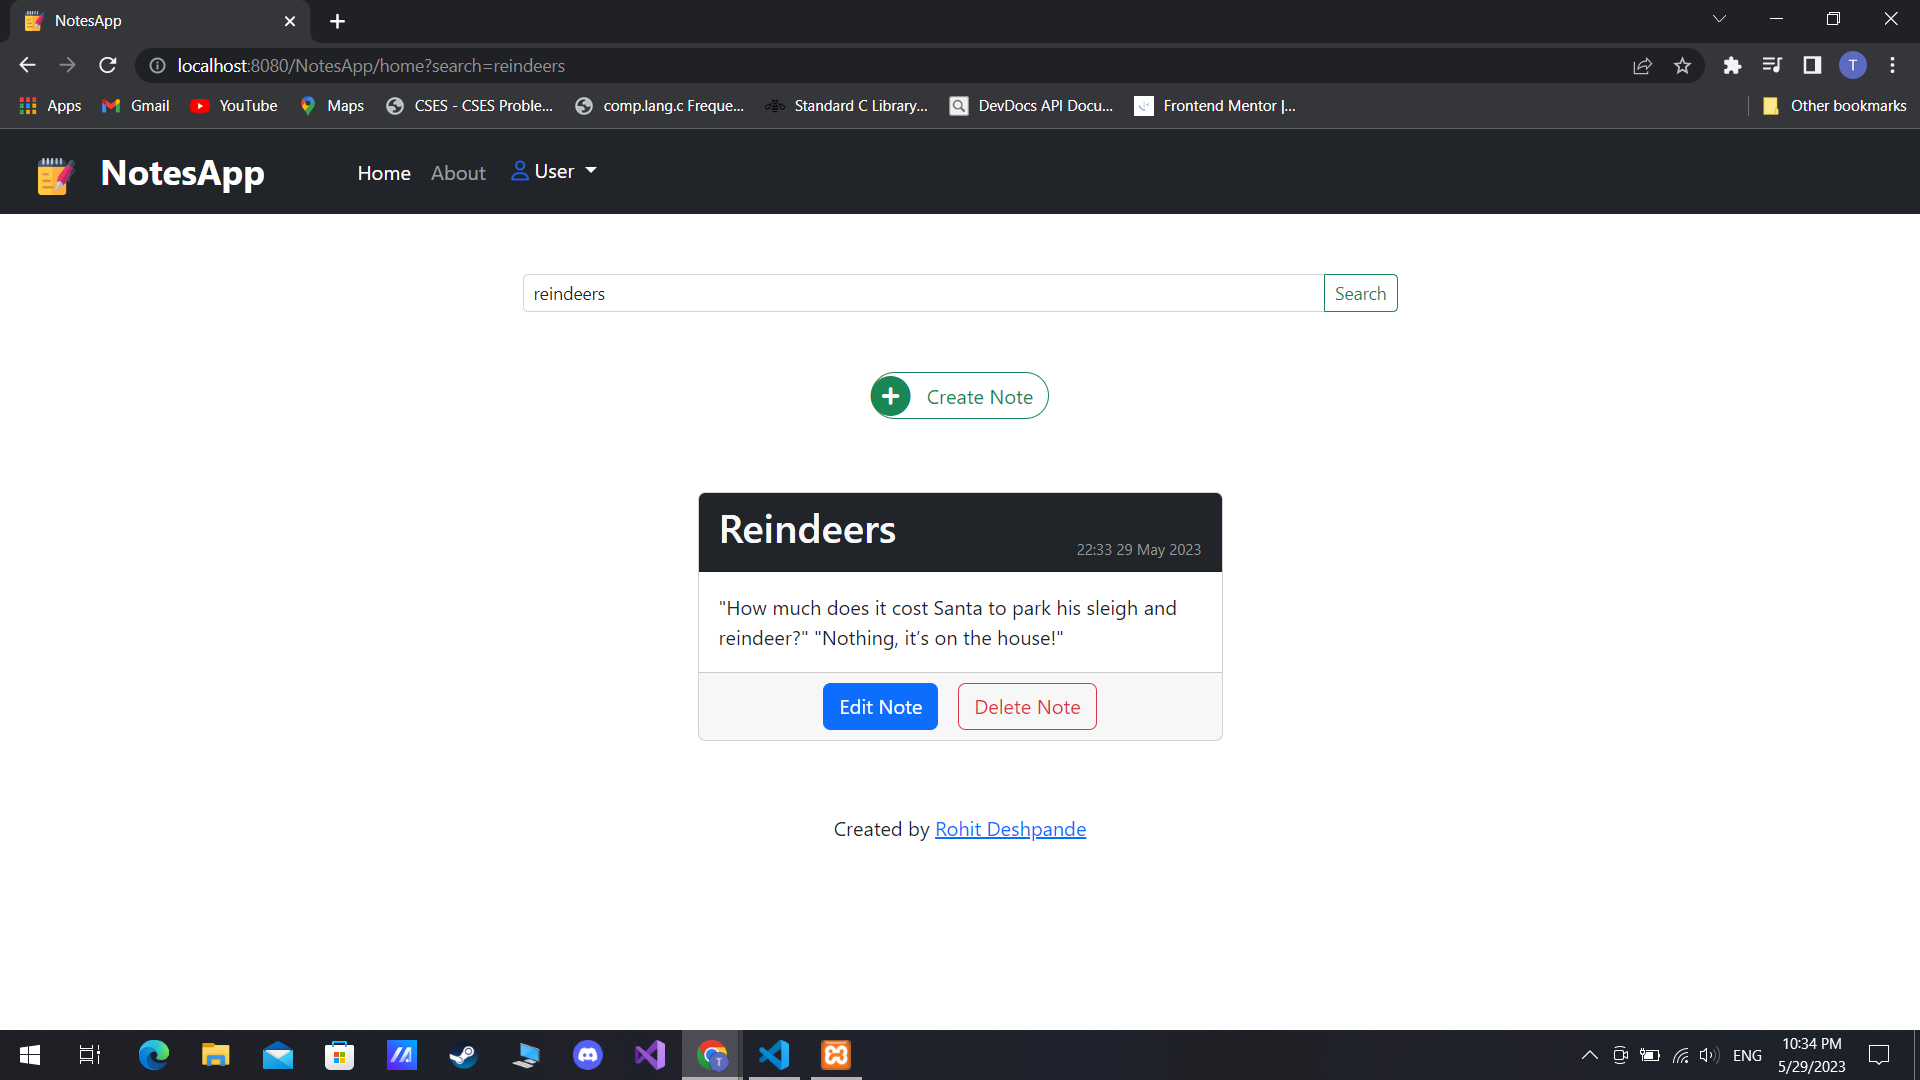 NotesApp
localhost:8080/NotesApp/home?search=reindeers
T
Apps Gmail YouTube Maps CSES - CSES Proble... comp.lang.c Freque... Standard C Library... DevDocs API Docu... Frontend Mentor |... Other bookmarks
NotesApp Home About User
reindeers Search
Create Note
Reindeers
22:33 29 May 2023
"How much does it cost Santa to park his sleigh and
reindeer?" "Nothing, it’s on the house!"
Edit Note Delete Note
Created by Rohit Deshpande
T
ENG
10:34 PM
5/29/2023